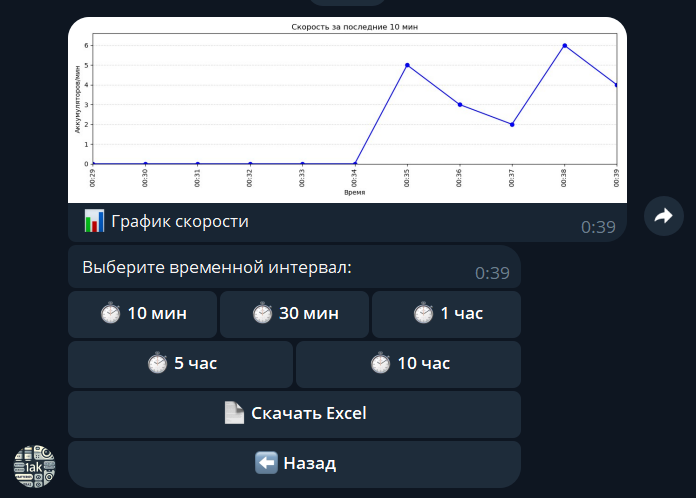 Скорость за последние 10 мин
Аккумуляторов/мин
6
5
4
3
2
1
0
00:29 00:30 00:31 00:32 00:33 00:34 00:35 00:36 00:37 00:38 00:39
Время
График скорости
0:39
Выберите временной интервал:
0:39
10 мин 30 мин 1 час
5 час 10 час
Скачать Excel
Назад
1ak